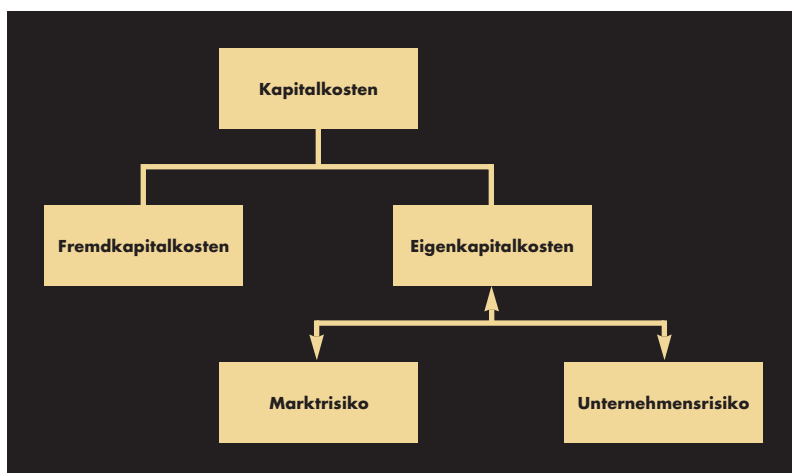 Kapitalkosten
Fremdkapitalkosten
Eigenkapitalkosten
Marktrisiko
Unternehmensrisiko